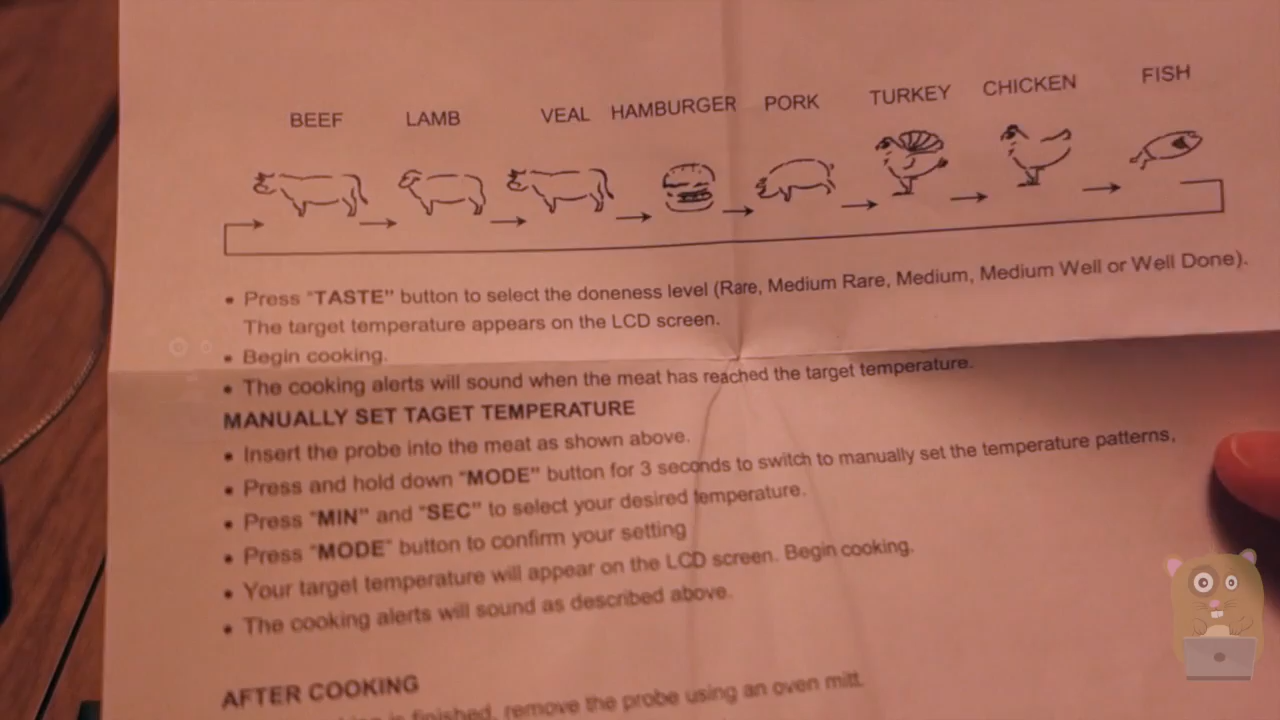 BEEF LAMB VEAL HAMBURGER PORK TURKEY CHICKEN FISH
• Press "TASTE" button to select the doneness level (Rare, Medium Rare, Medium, Medium Well or Well Done).
The target temperature appears on the LCD screen.
• Begin cooking.
• The cooking alerts will sound when the meat has reached the target temperature.
MANUALLY SET TAGET TEMPERATURE
• Insert the probe into the meat as shown above.
• Press and hold down "MODE" button for 3 seconds to switch to manually set the temperature patterns,
• Press "MIN" and "SEC" to select your desired temperature.
• Press "MODE" button to confirm your setting
• Your target temperature will appear on the LCD screen. Begin cooking.
• The cooking alerts will sound as described above.
AFTER COOKING
is finished, remove the probe using an oven mitt.